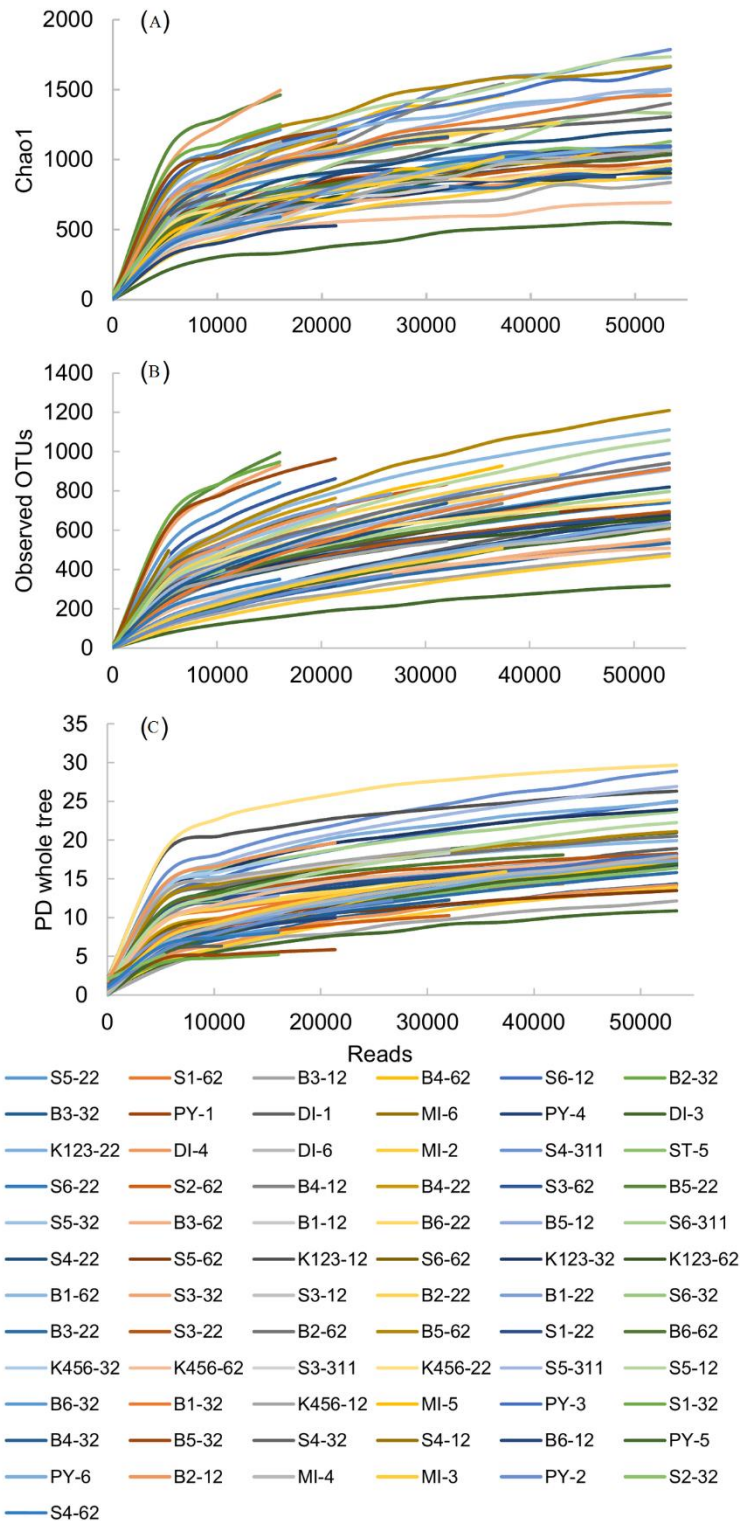 (A)
Chao1
2000
1500
1000
500
0
0 10000 20000 30000 40000 50000
(B)
Observed OTUs
1400
1200
1000
800
600
400
200
0
0 10000 20000 30000 40000 50000
(C)
PD whole tree
35
30
25
20
15
10
5
0
0 10000 20000 30000 40000 50000
Reads
S5-22 S1-62 B3-12 B4-62 S6-12 B2-32
B3-32 PY-1 DI-1 MI-6 PY-4 DI-3
K123-22 DI-4 DI-6 MI-2 S4-311 ST-5
S6-22 S2-62 B4-12 B4-22 S3-62 B5-22
S5-32 B3-62 B1-12 B6-22 B5-12 S6-311
S4-22 S5-62 K123-12 S6-62 K123-32 K123-62
B1-62 S3-32 S3-12 B2-22 B1-22 S6-32
B3-22 S3-22 B2-62 B5-62 S1-22 B6-62
K456-32 K456-62 S3-311 K456-22 S5-311 S5-12
B6-32 B1-32 K456-12 MI-5 PY-3 S1-32
B4-32 B5-32 S4-32 S4-12 B6-12 PY-5
PY-6 B2-12 MI-4 MI-3 PY-2 S2-32
S4-62